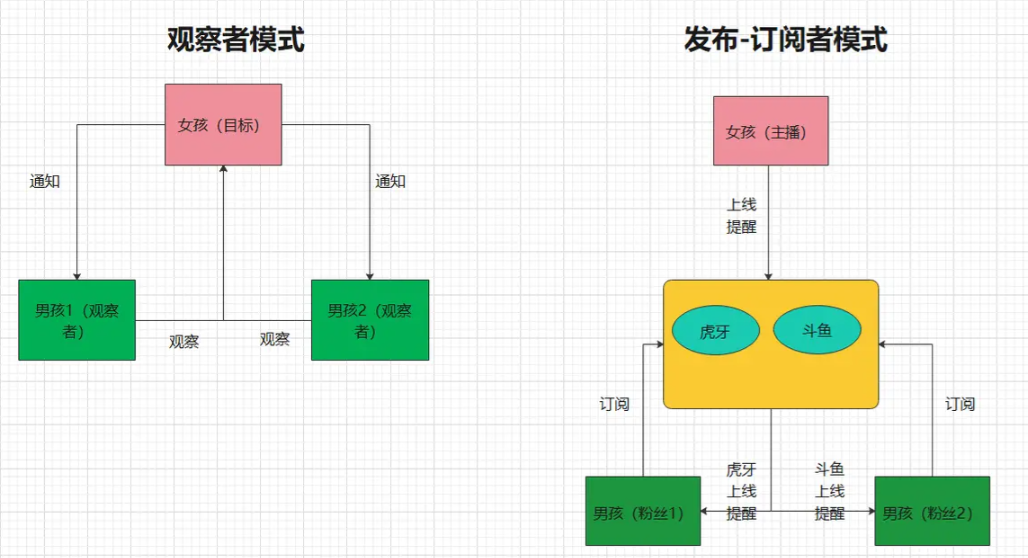 观察者模式
女孩（目标）
通知
通知
男孩1（观察
者）
男孩2（观察
者）
观察
观察
发布-订阅者模式
女孩（主播）
上线
提醒
虎牙
斗鱼
订阅
订阅
虎牙
上线
提醒
斗鱼
上线
提醒
男孩（粉丝1）
男孩（粉丝2）